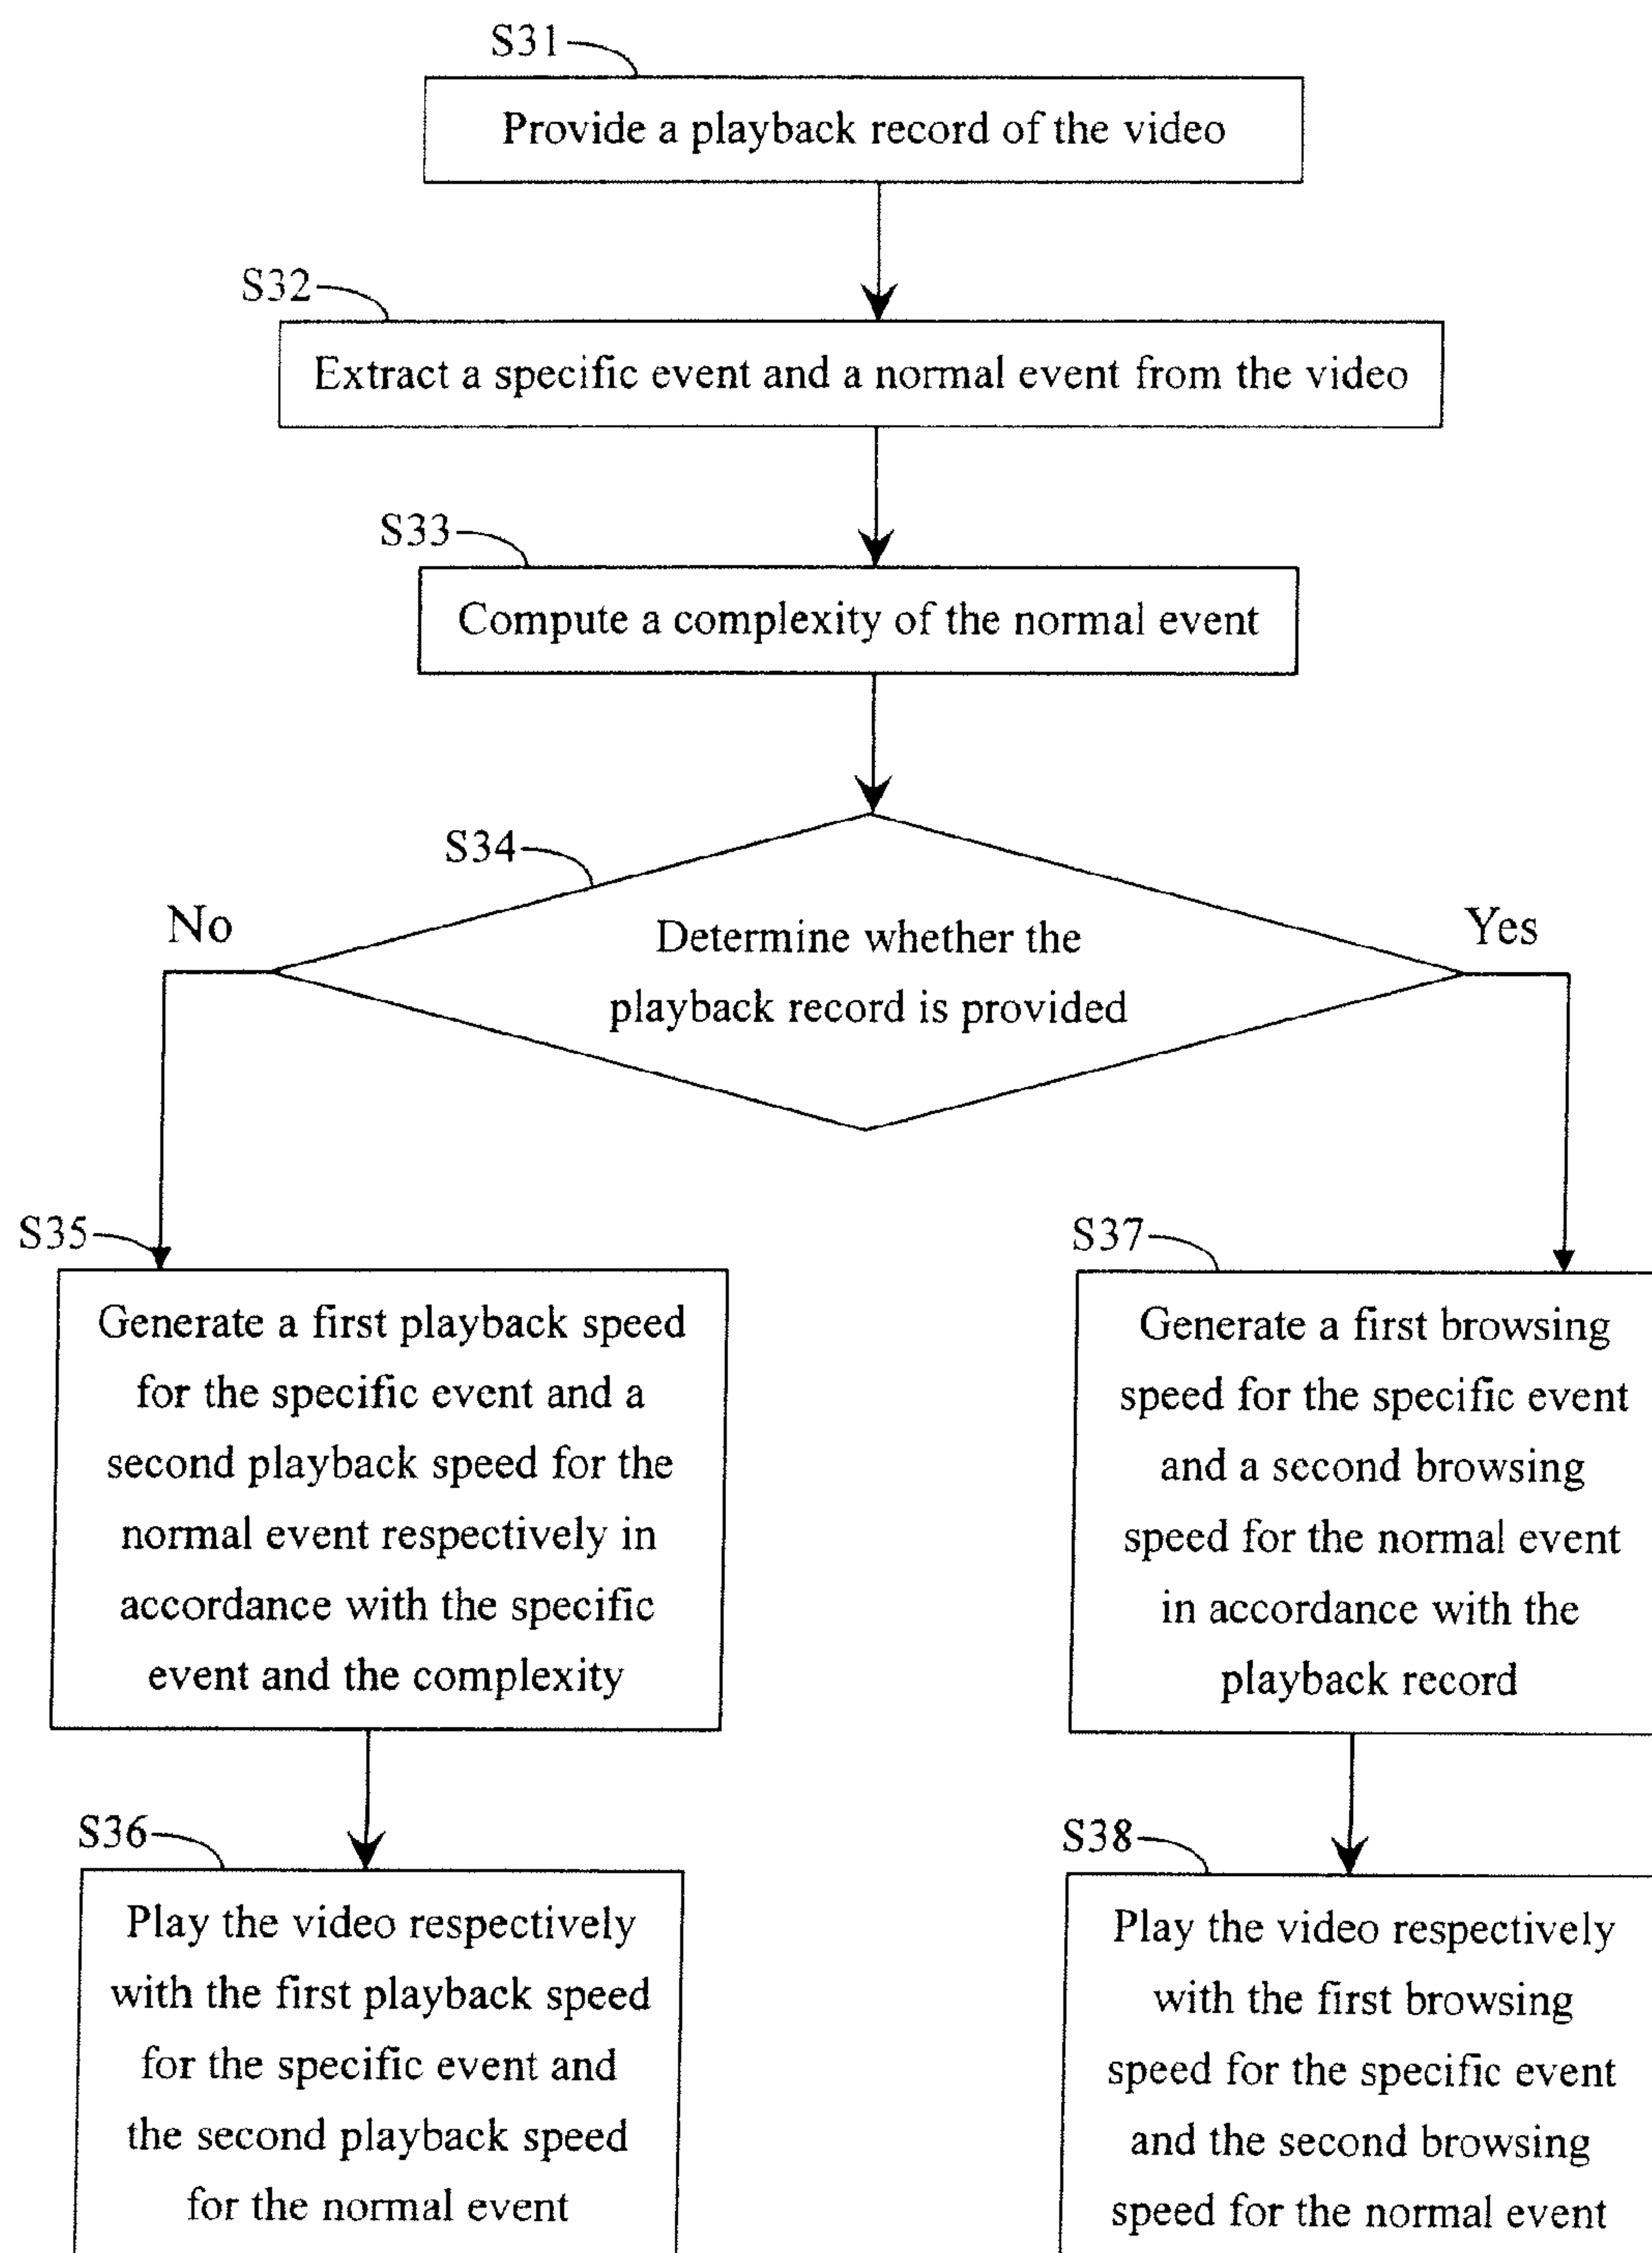 S31
Provide a playback record of the video
S32
Extract a specific event and a normal event from the video
S33
Compute a complexity of the normal event
S34
No
Yes
Determine whether the
playback record is provided
S35
Generate a first playback speed
for the specific event and a
second playback speed for the
normal event respectively in
accordance with the specific
event and the complexity
S37
Generate a first browsing
speed for the specific event
and a second browsing
speed for the normal event
in accordance with the
playback record
S36
Play the video respectively
with the first playback speed
for the specific event and
the second playback speed
for the normal event
S38
Play the video respectively
with the first browsing
speed for the specific event
and the second browsing
speed for the normal event